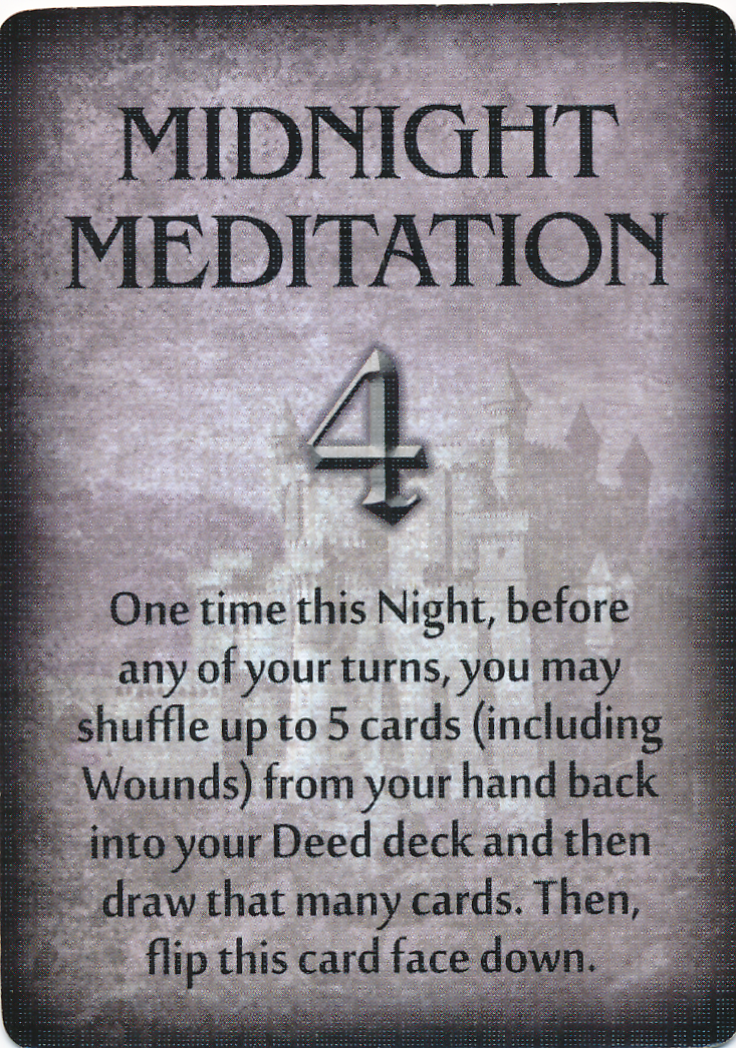 MIDNIGHT
MEDITATION
4
One time this Night, before
any of your turns, you may
shuffle up to 5 cards (including
Wounds) from your hand back
into your Deed deck and then
draw that many cards. Then,
flip this card face down.